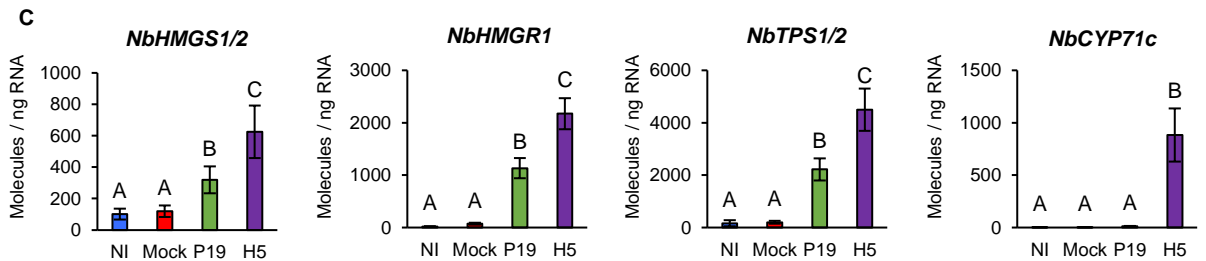 C
NbHMGS1/2
Molecules / ng RNA
1000
800
600
400
200
0
A
A
B
C
NI Mock P19 H5
NbHMGR1
Molecules / ng RNA
3000
2000
1000
0
A
A
B
C
NI Mock P19 H5
NbTPS1/2
Molecules / ng RNA
6000
4000
2000
0
A
A
B
C
NI Mock P19 H5
NbCYP71c
Molecules / ng RNA
1500
1000
500
0
A
A
A
B
NI Mock P19 H5